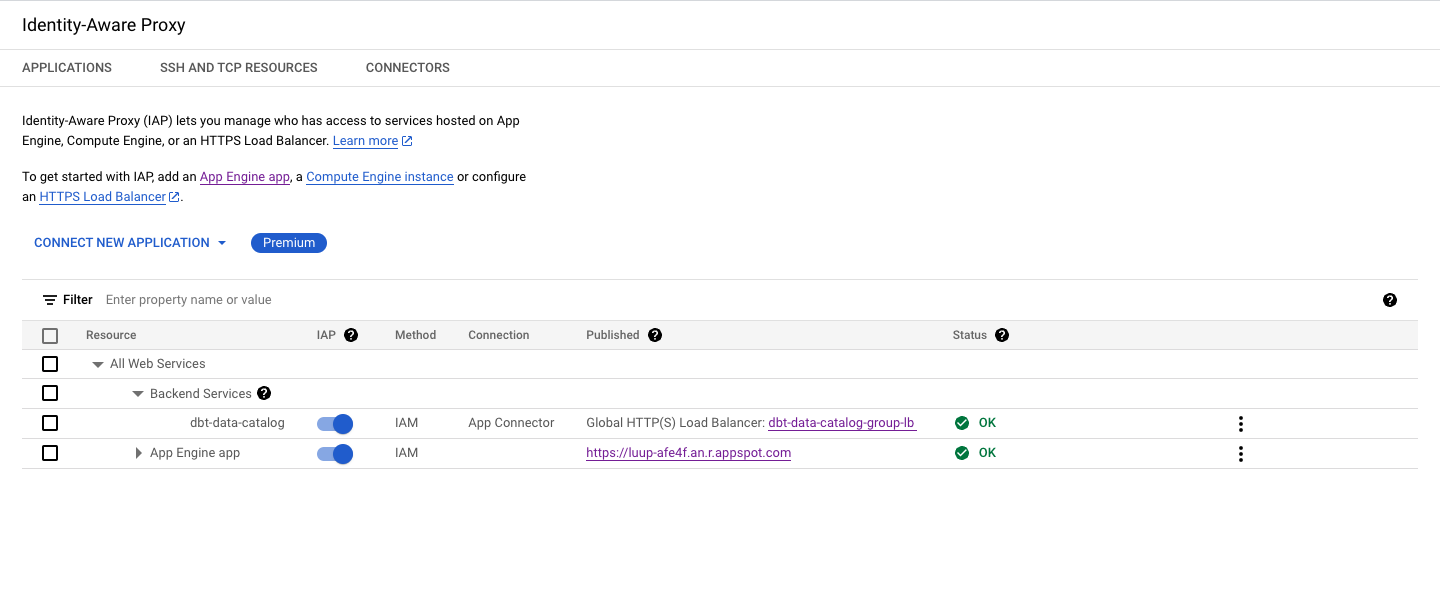 Identity-Aware Proxy
APPLICATIONS SSH AND TCP RESOURCES CONNECTORS
Identity-Aware Proxy (IAP) lets you manage who has access to services hosted on App
Engine, Compute Engine, or an HTTPS Load Balancer. Learn more
To get started with IAP, add an App Engine app, a Compute Engine instance or configure
an HTTPS Load Balancer.
CONNECT NEW APPLICATION Premium
Filter Enter property name or value
Resource IAP Method Connection Published Status
All Web Services
Backend Services
dbt-data-catalog IAM App Connector Global HTTP(S) Load Balancer: dbt-data-catalog-group-lb OK
App Engine app IAM https://luup-afe4f.an.r.appspot.com OK